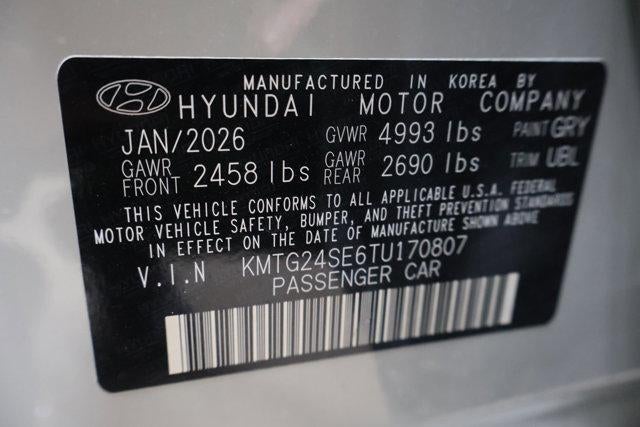 MANUFACTURED IN KOREA BY
HYUNDAI MOTOR COMPANY
JAN/2026 GVWR 4993 lbs PAINT GRY
GAWR FRONT 2458 lbs GAWR REAR 2690 lbs TRIM UBL
THIS VEHICLE CONFORMS TO ALL APPLICABLE U.S.A. FEDERAL
MOTOR VEHICLE SAFETY, BUMPER, AND THEFT PREVENTION STANDARDS
IN EFFECT ON THE DATE OF MANUFACTURE SHOWN ABOVE
V.I.N KMTG24SE6TU170807
PASSENGER CAR